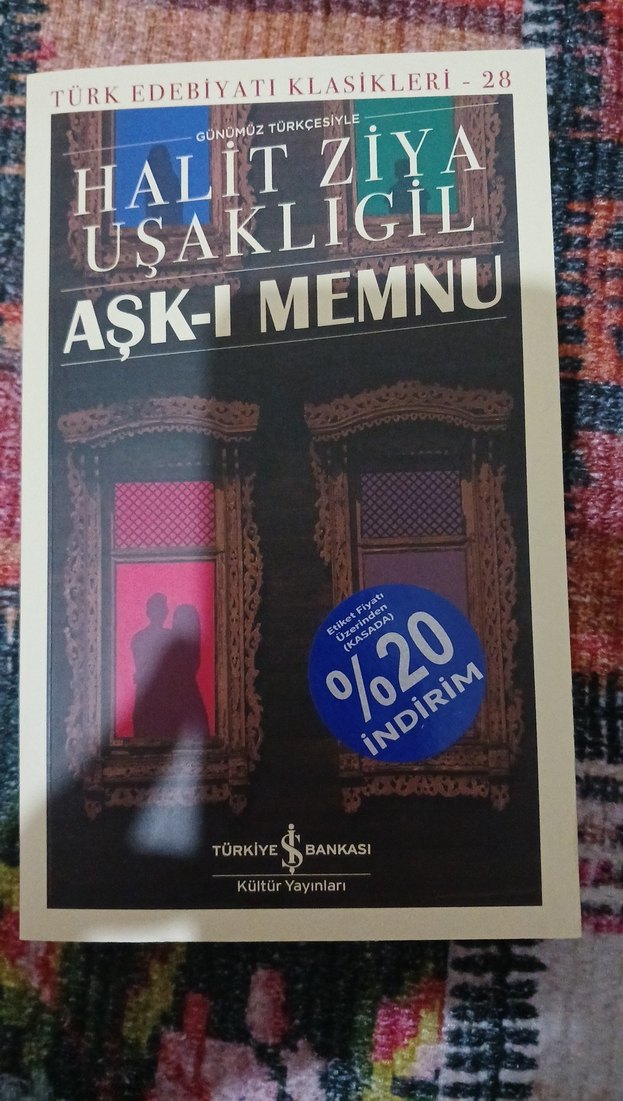 TÜRK EDEBİYATI KLASİKLERİ - 28
GÜNÜMÜZ TÜRKÇESİYLE
HALİT ZİYA
UŞAKLIGİL
AŞK-I MEMNU
Etiket Fiyatı
Üzerinden
(KASADA)
%20
İNDİRİM
TÜRKİYE İŞ BANKASI
Kültür Yayınları